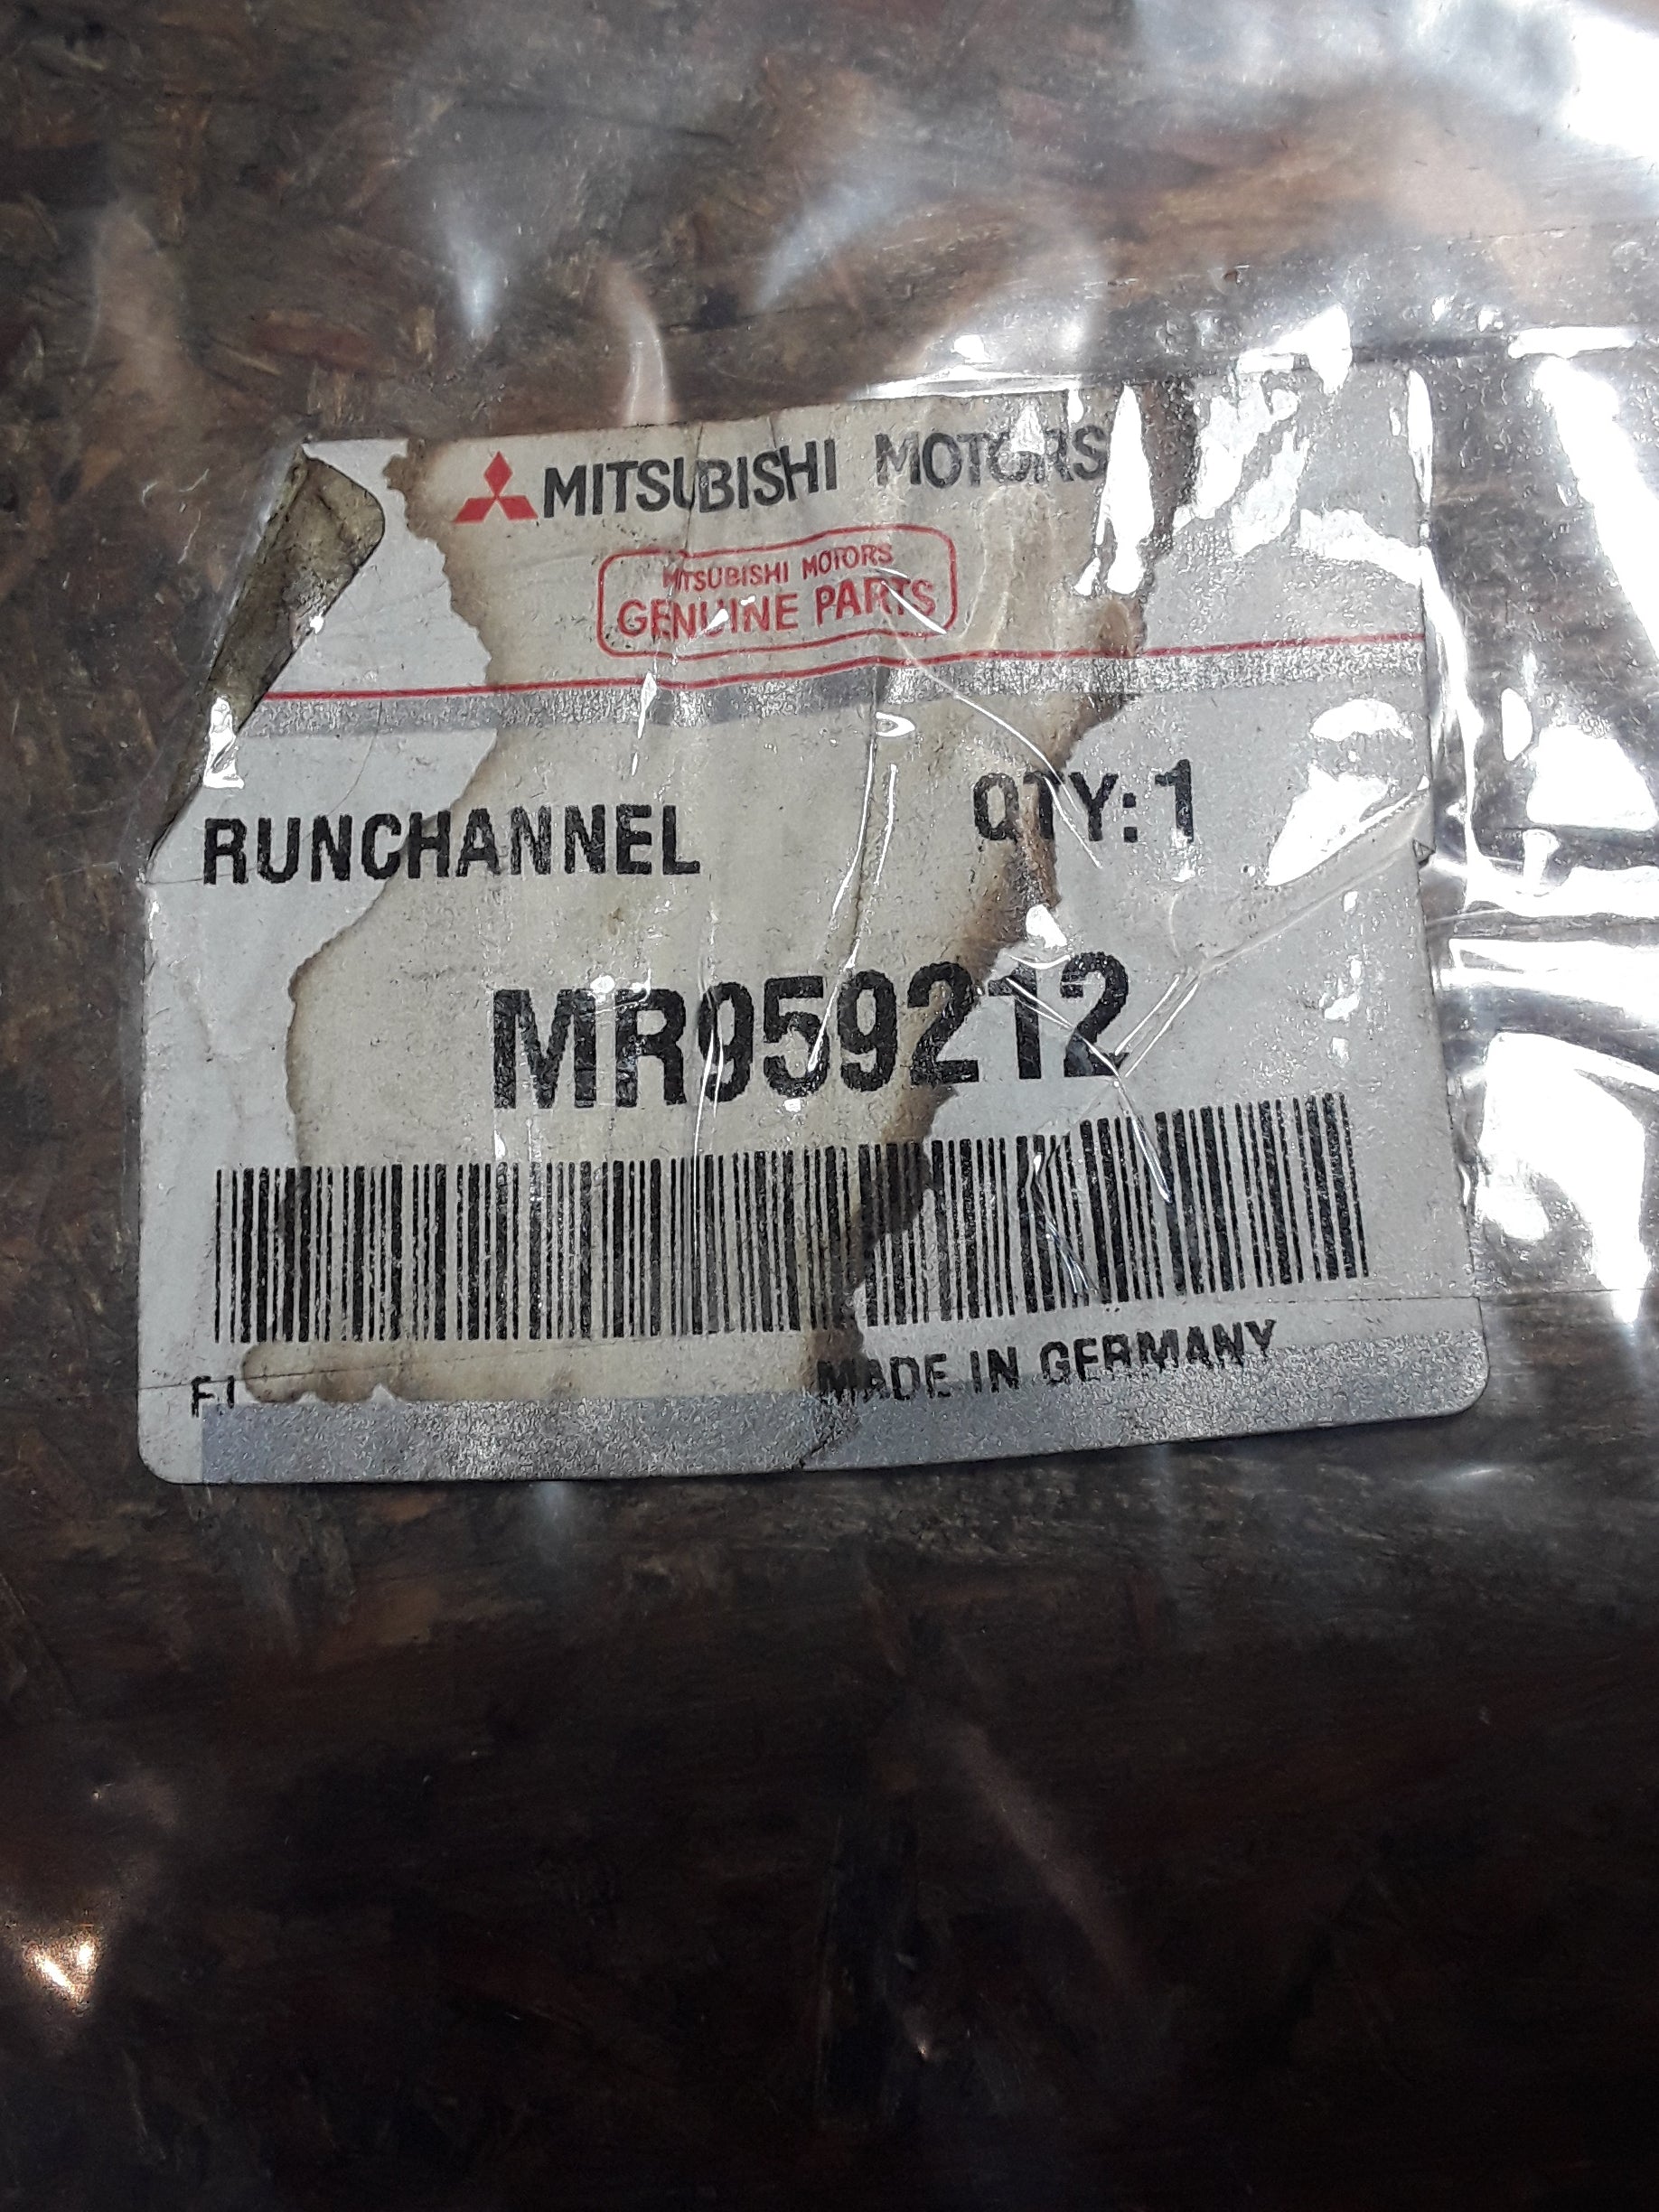 MITSUBISHI MOTORS
MITSUBISHI MOTORS
GENUINE PARTS
RUNCHANNEL QTY: 1
MR959212
F.I MADE IN GERMANY